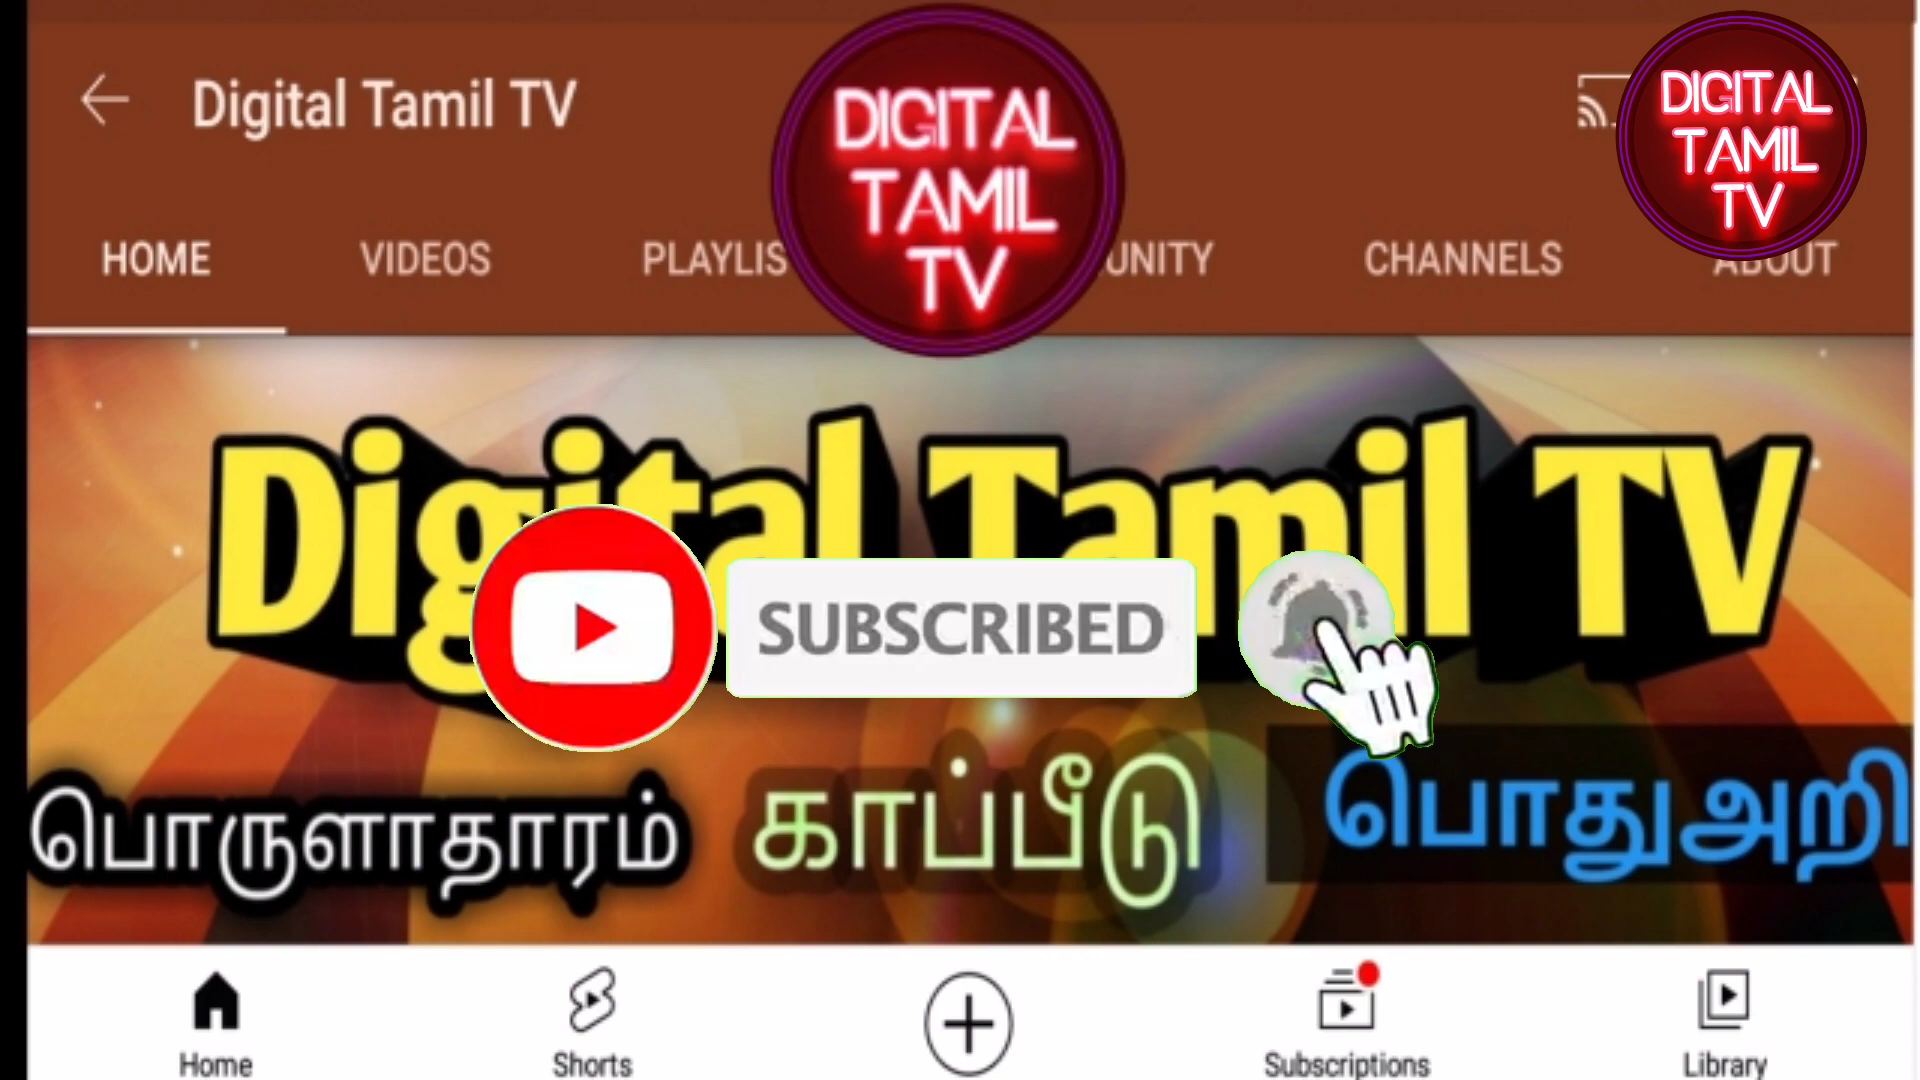 Digital Tamil TV
DIGITAL
TAMIL
TV
DIGITAL
TAMIL
TV
HOME VIDEOS CHANNELS ABOUT
Digital Tamil TV
SUBSCRIBED
பொருளாதாரம் காப்பீடு பொதுஅறி
Home Shorts Subscriptions Library